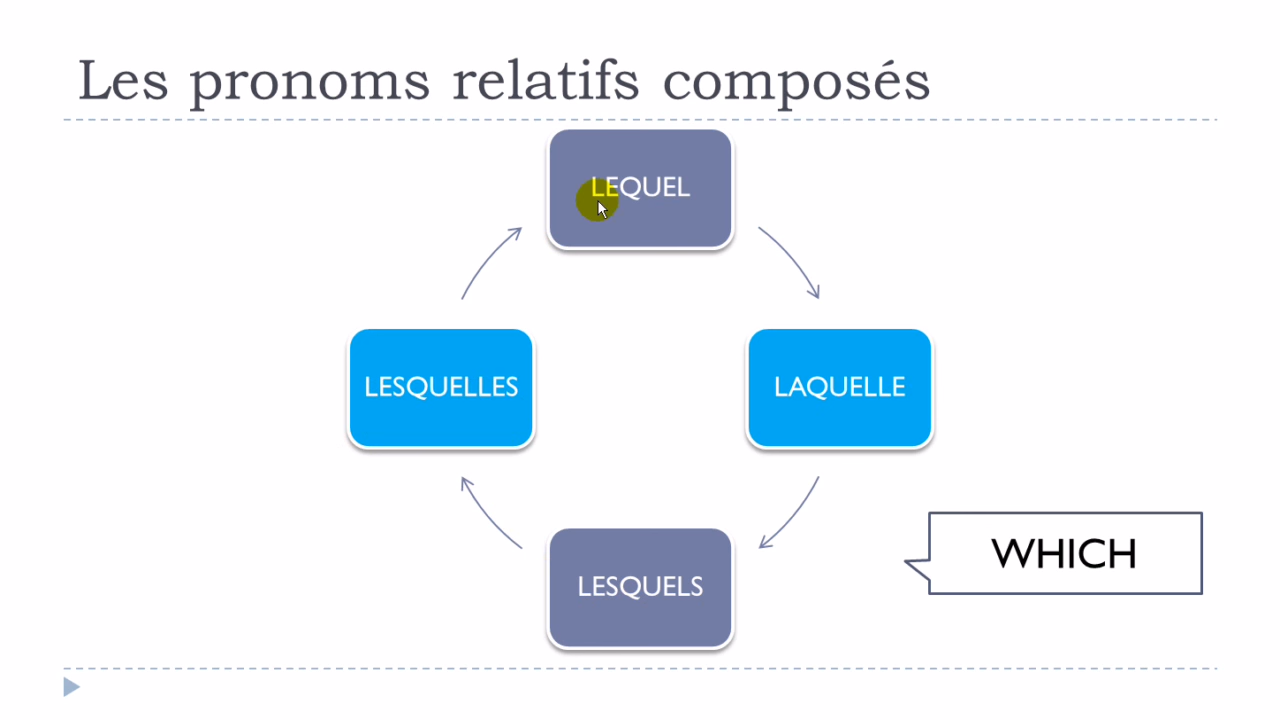 Les pronoms relatifs composés
LEQUEL
LESQUELLES
LAQUELLE
WHICH
LESQUELS